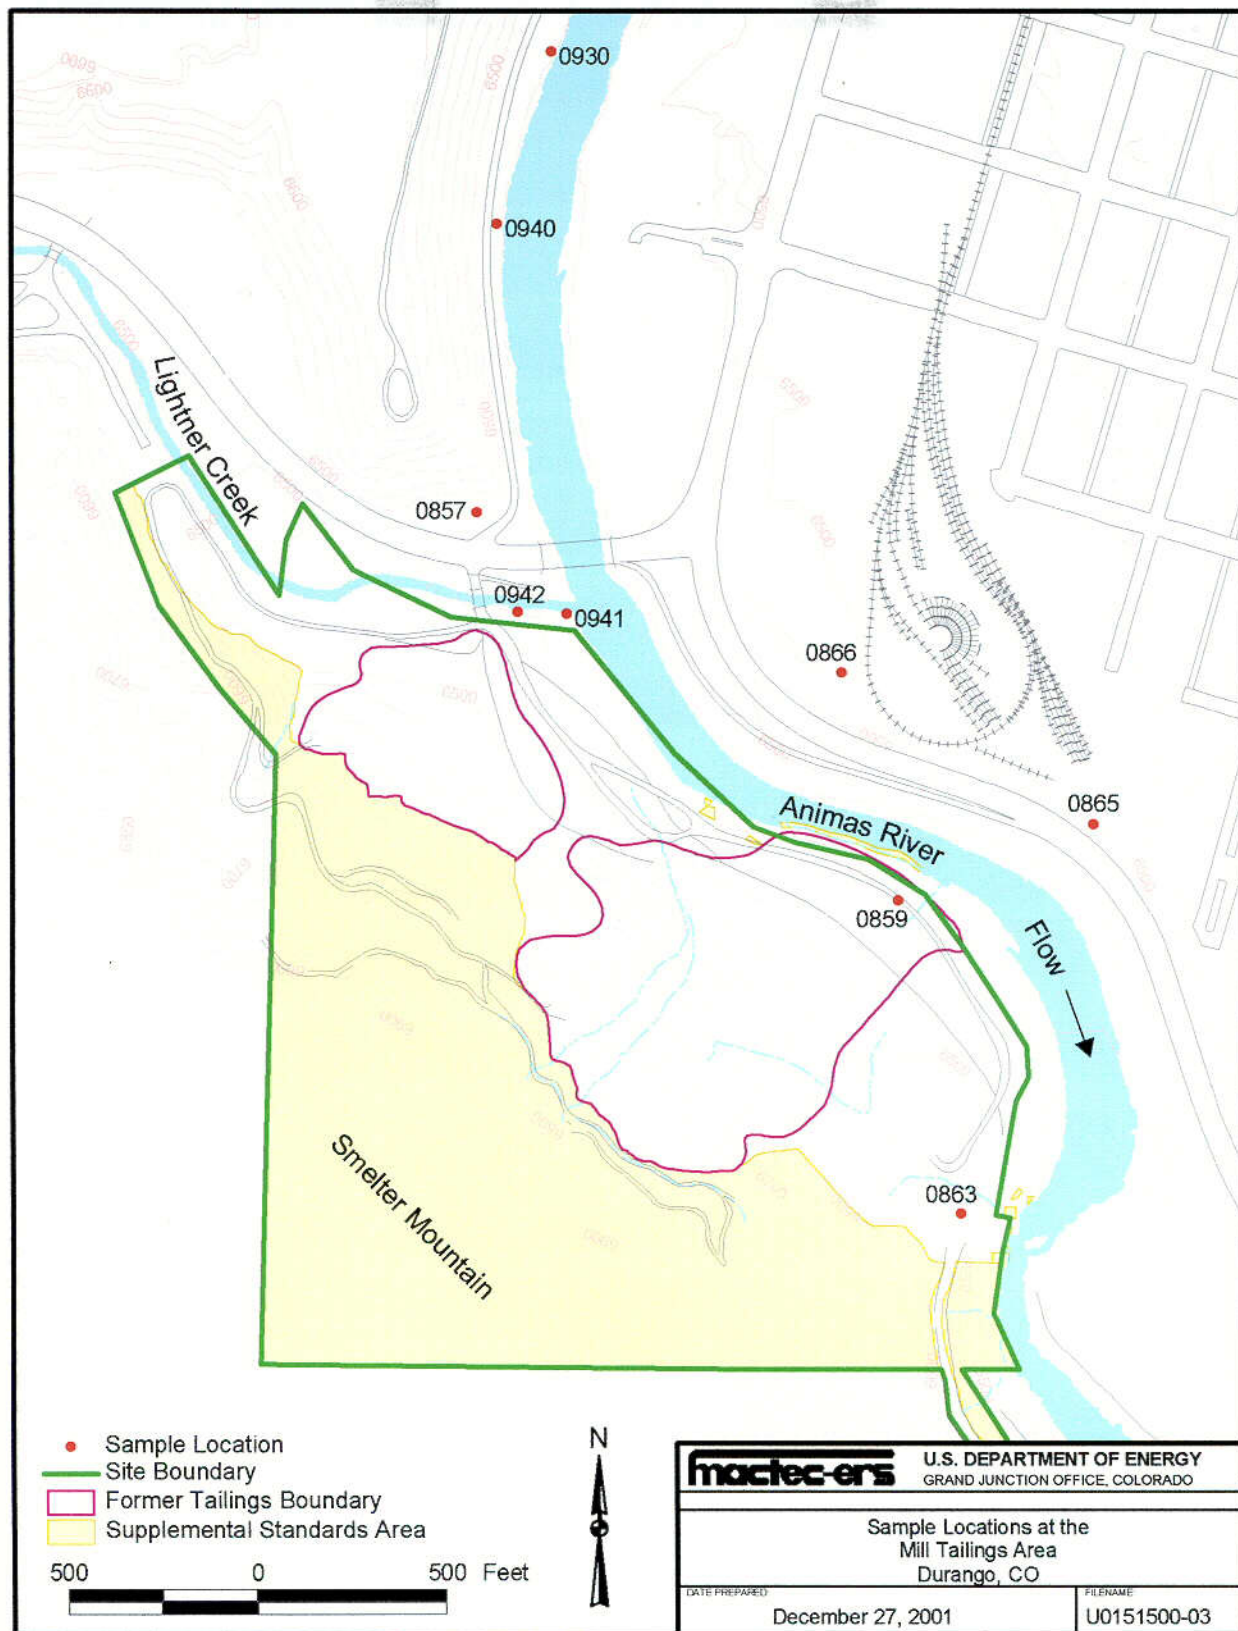 0930
0940
Lightner Creek
0857
0942
0941
0866
0865
Animas River
0859
Flow
0863
Smelter Mountain
Sample Location
Site Boundary
Former Tailings Boundary
Supplemental Standards Area
500 0 500 Feet
N
mactec-ers
U.S. DEPARTMENT OF ENERGY
GRAND JUNCTION OFFICE, COLORADO
Sample Locations at the
Mill Tailings Area
Durango, CO
DATE PREPARED:
December 27, 2001
FILENAME:
U0151500-03